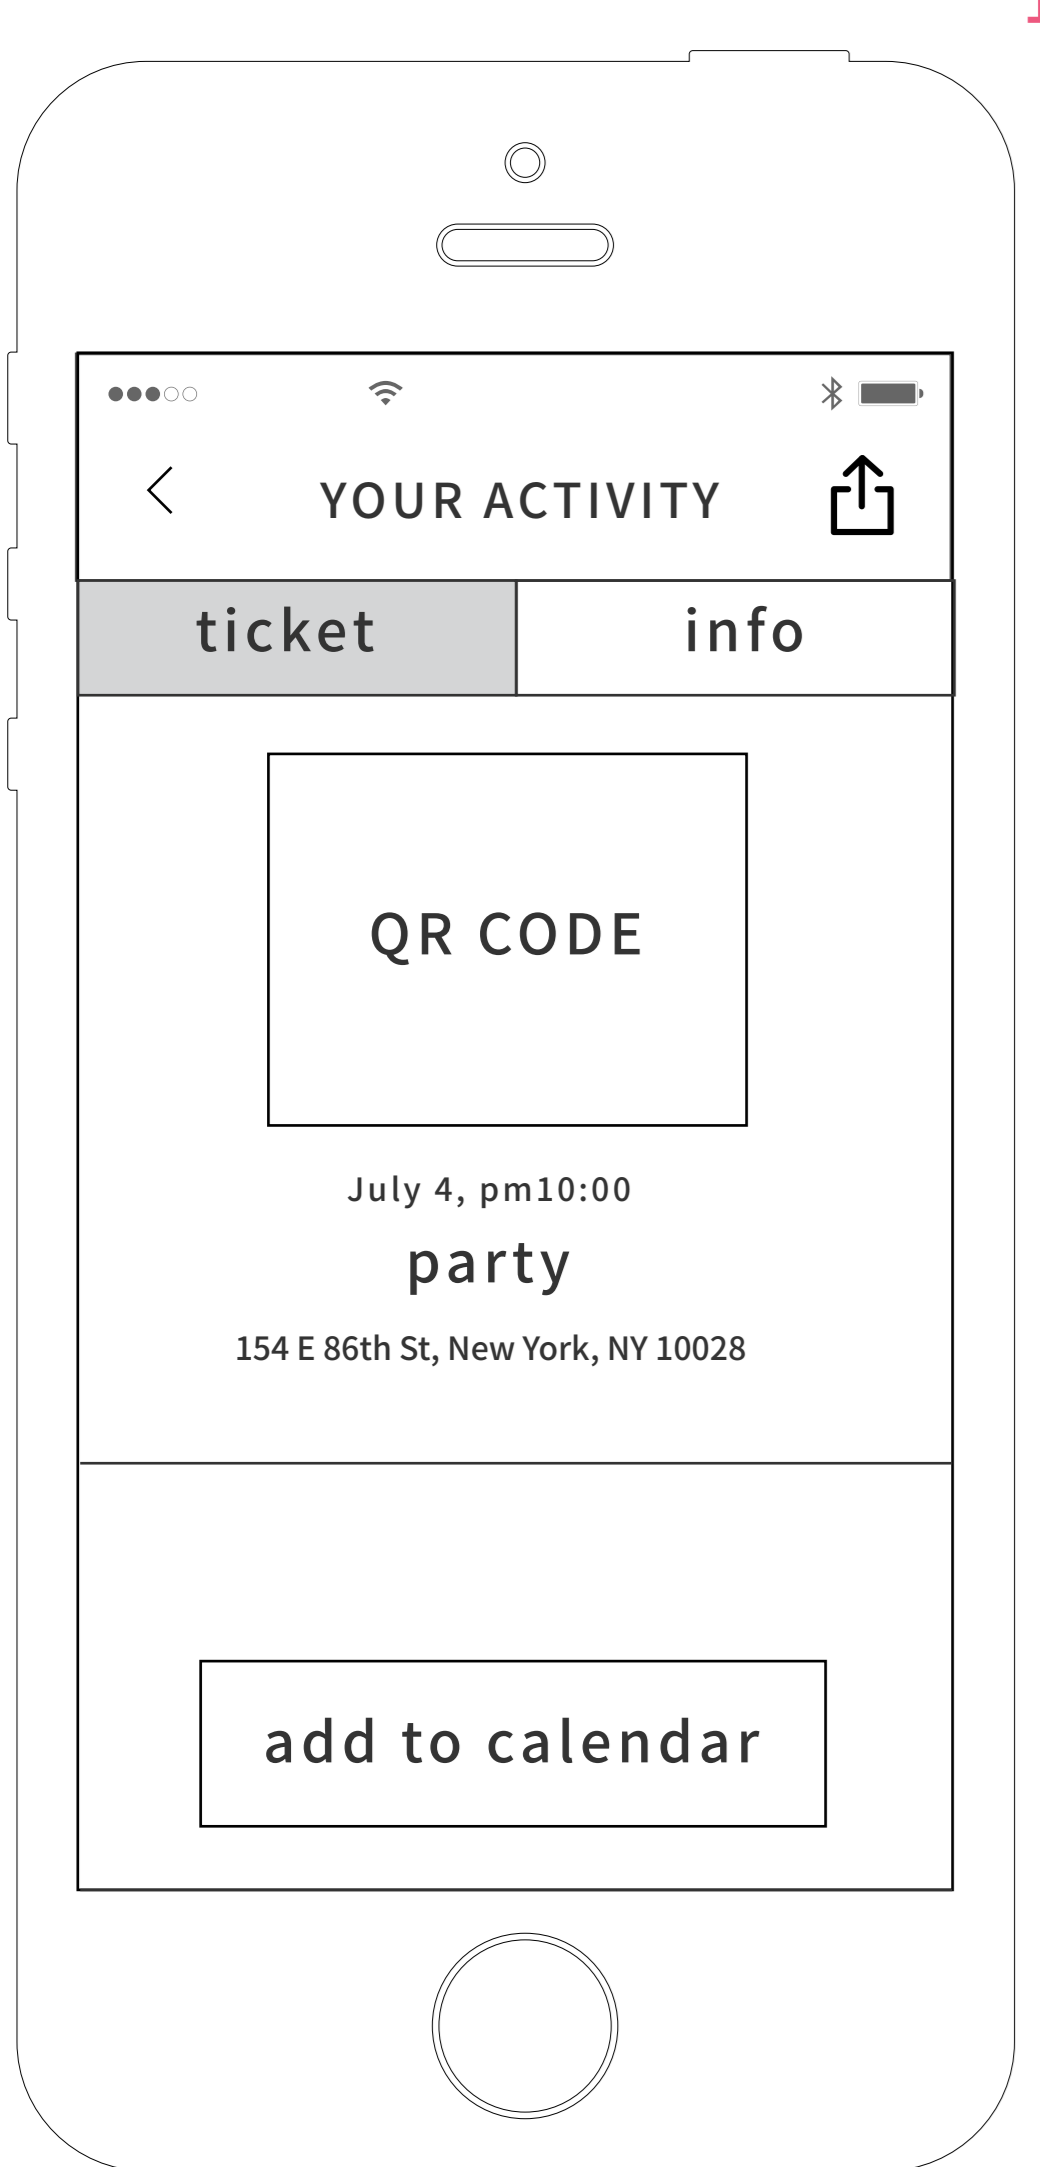 YOUR ACTIVITY
ticket info
QR CODE
July 4, pm10:00
party
154 E 86th St, New York, NY 10028
add to calendar